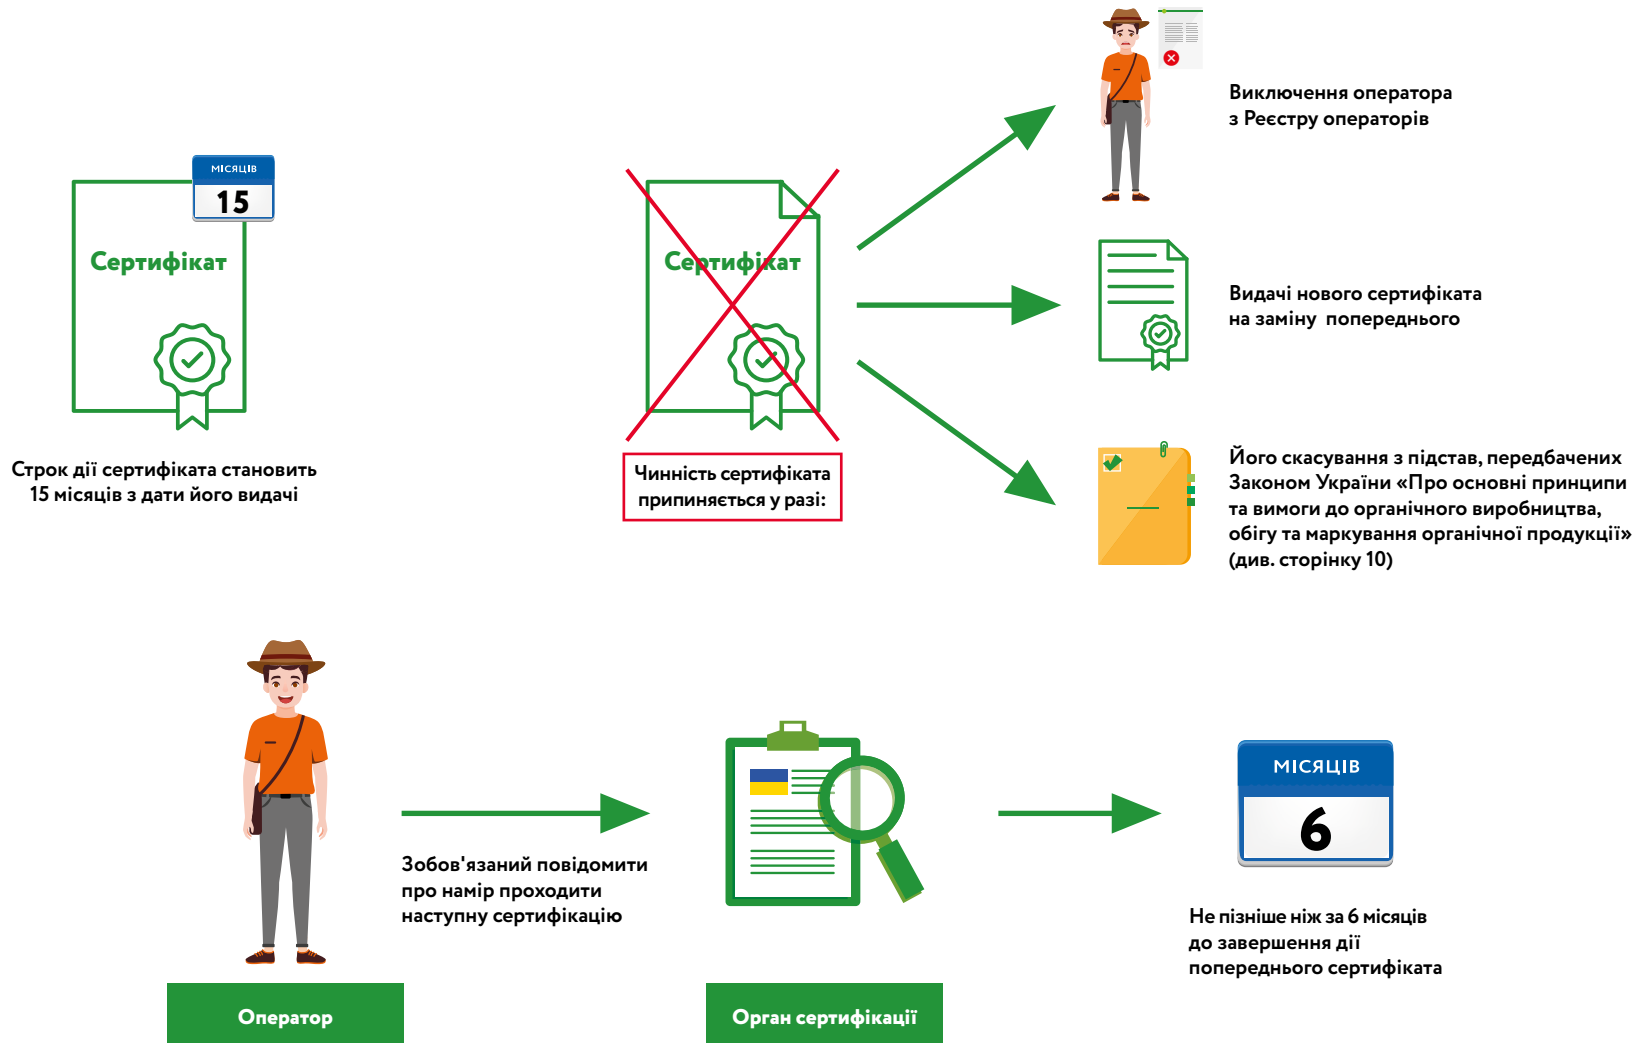 МІСЯЦІВ
15
Сертифікат
Строк дії сертифіката становить
15 місяців з дати його видачі
Сертифікат
Чинність сертифіката
припиняється у разі:
Виключення оператора
з Реєстру операторів
Видачі нового сертифіката
на заміну попереднього
Його скасування з підстав, передбачених
Законом України «Про основні принципи
та вимоги до органічного виробництва,
обігу та маркування органічної продукції»
(див. сторінку 10)
Зобов'язаний повідомити
про намір проходити
наступну сертифікацію
МІСЯЦІВ
6
Не пізніше ніж за 6 місяців
до завершення дії
попереднього сертифіката
Оператор
Орган сертифікації